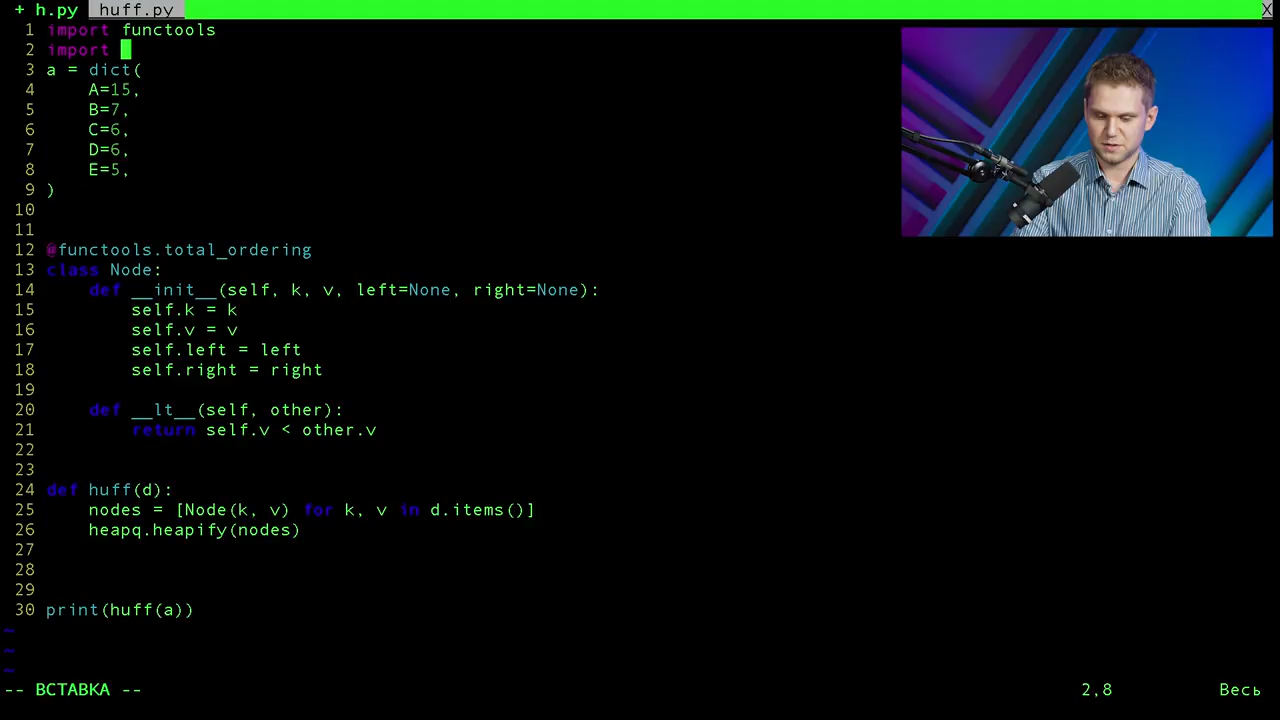 + h.py huff.py X
1 import functools
2 import
3 a = dict(
4 A=15,
5 B=7,
6 C=6,
7 D=6,
8 E=5,
9 )
10
11
12 @functools.total_ordering
13 class Node:
14 def __init__(self, k, v, left=None, right=None):
15 self.k = k
16 self.v = v
17 self.left = left
18 self.right = right
19
20 def __lt__(self, other):
21 return self.v < other.v
22
23
24 def huff(d):
25 nodes = [Node(k, v) for k, v in d.items()]
26 heapq.heapify(nodes)
27
28
29
30 print(huff(a))
~
~
~
-- ВСТАВКА -- 2,8 Весь